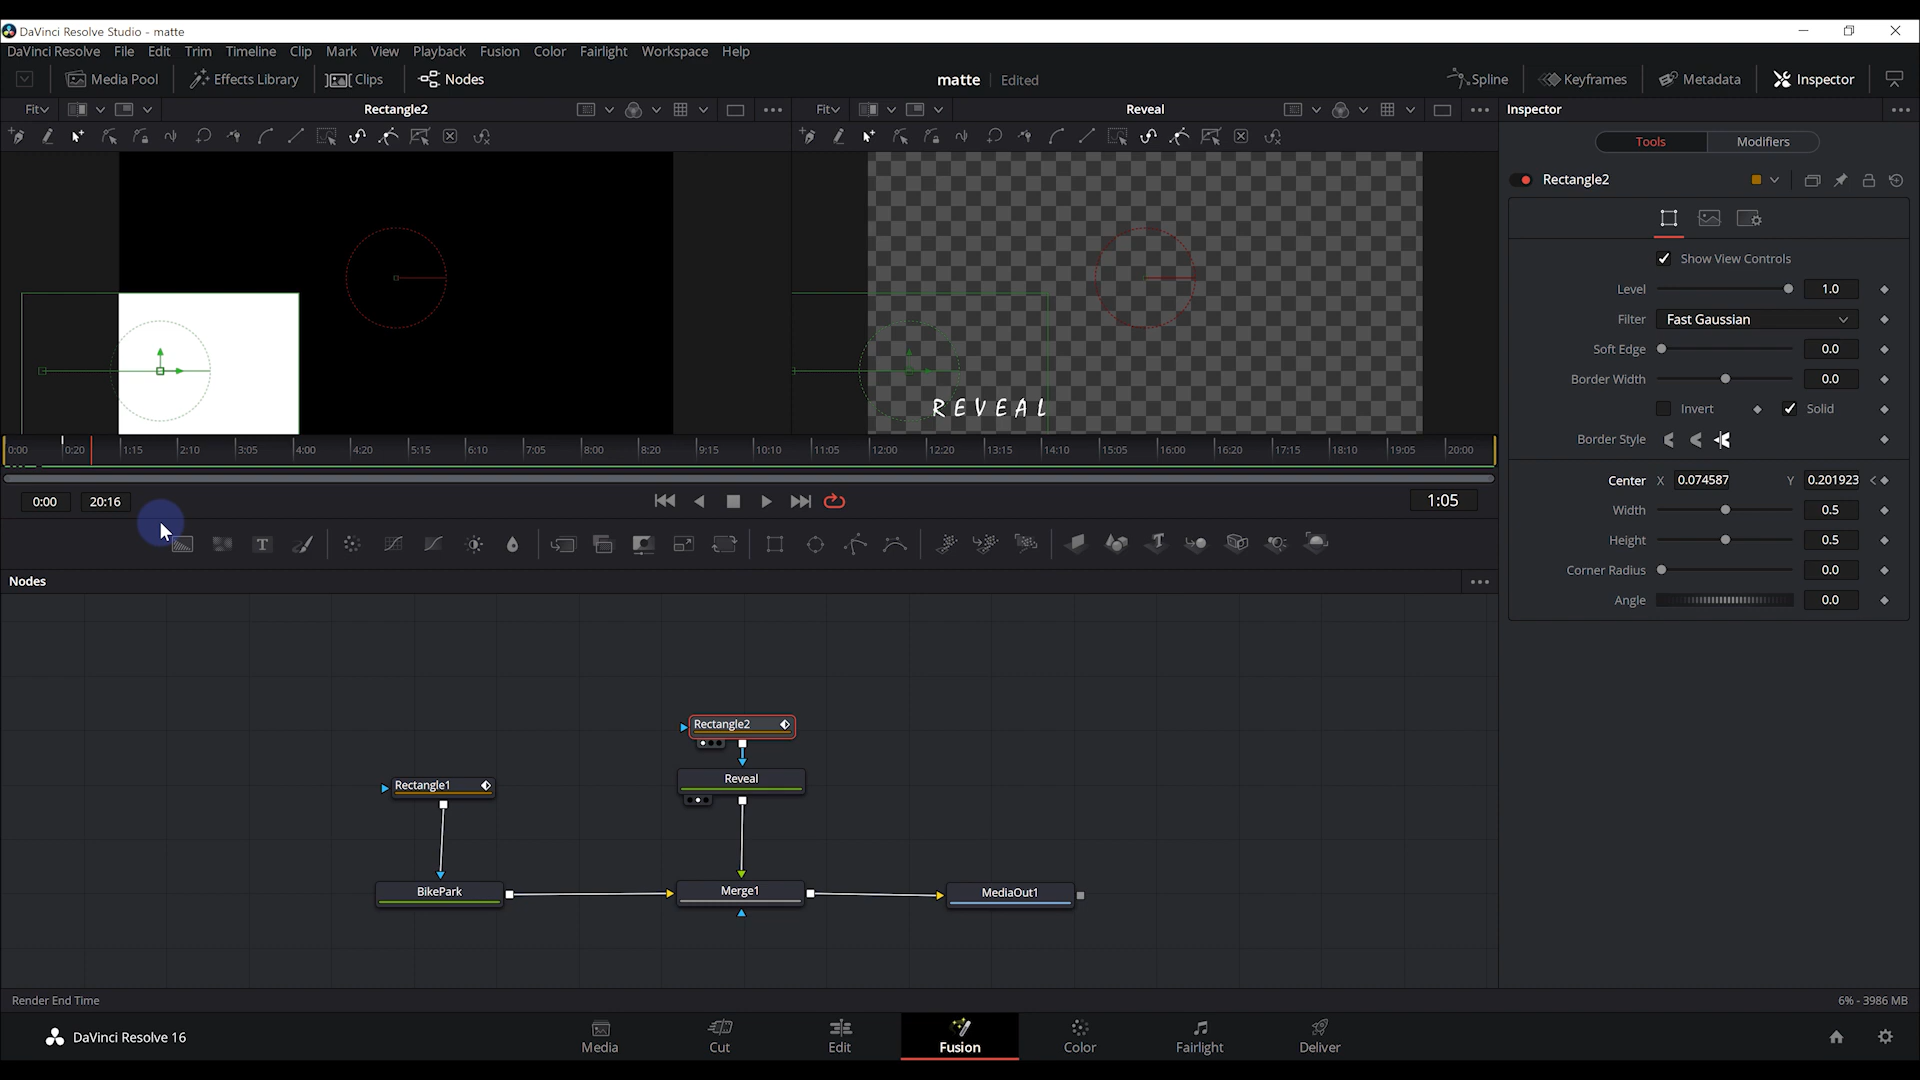 DaVinci Resolve Studio - matte
DaVinci Resolve File Edit Trim Timeline Clip Mark View Playback Fusion Color Fairlight Workspace Help
Media Pool Effects Library Clips Nodes matte Edited Spline Keyframes Metadata Inspector
Fit Rectangle2 Fit Reveal Inspector
Tools Modifiers
Rectangle2
Show View Controls
Level 1.0
Filter Fast Gaussian
Soft Edge 0.0
Border Width 0.0
Invert Solid
Border Style
Center X 0.074587 Y 0.201923
Width 0.5
Height 0.5
Corner Radius 0.0
Angle 0.0
REVEAL
0:00 0:20 1:15 2:10 3:05 4:00 4:20 5:15 6:10 7:05 8:00 8:20 9:15 10:10 11:05 12:00 12:20 13:15 14:10 15:05 16:00 16:20 17:15 18:10 19:05 20:00
0:00 20:16 1:05
Nodes
Rectangle2
Reveal
Rectangle1
BikePark Merge1 MediaOut1
Render End Time 6% - 3986 MB
DaVinci Resolve 16 Media Cut Edit Fusion Color Fairlight Deliver